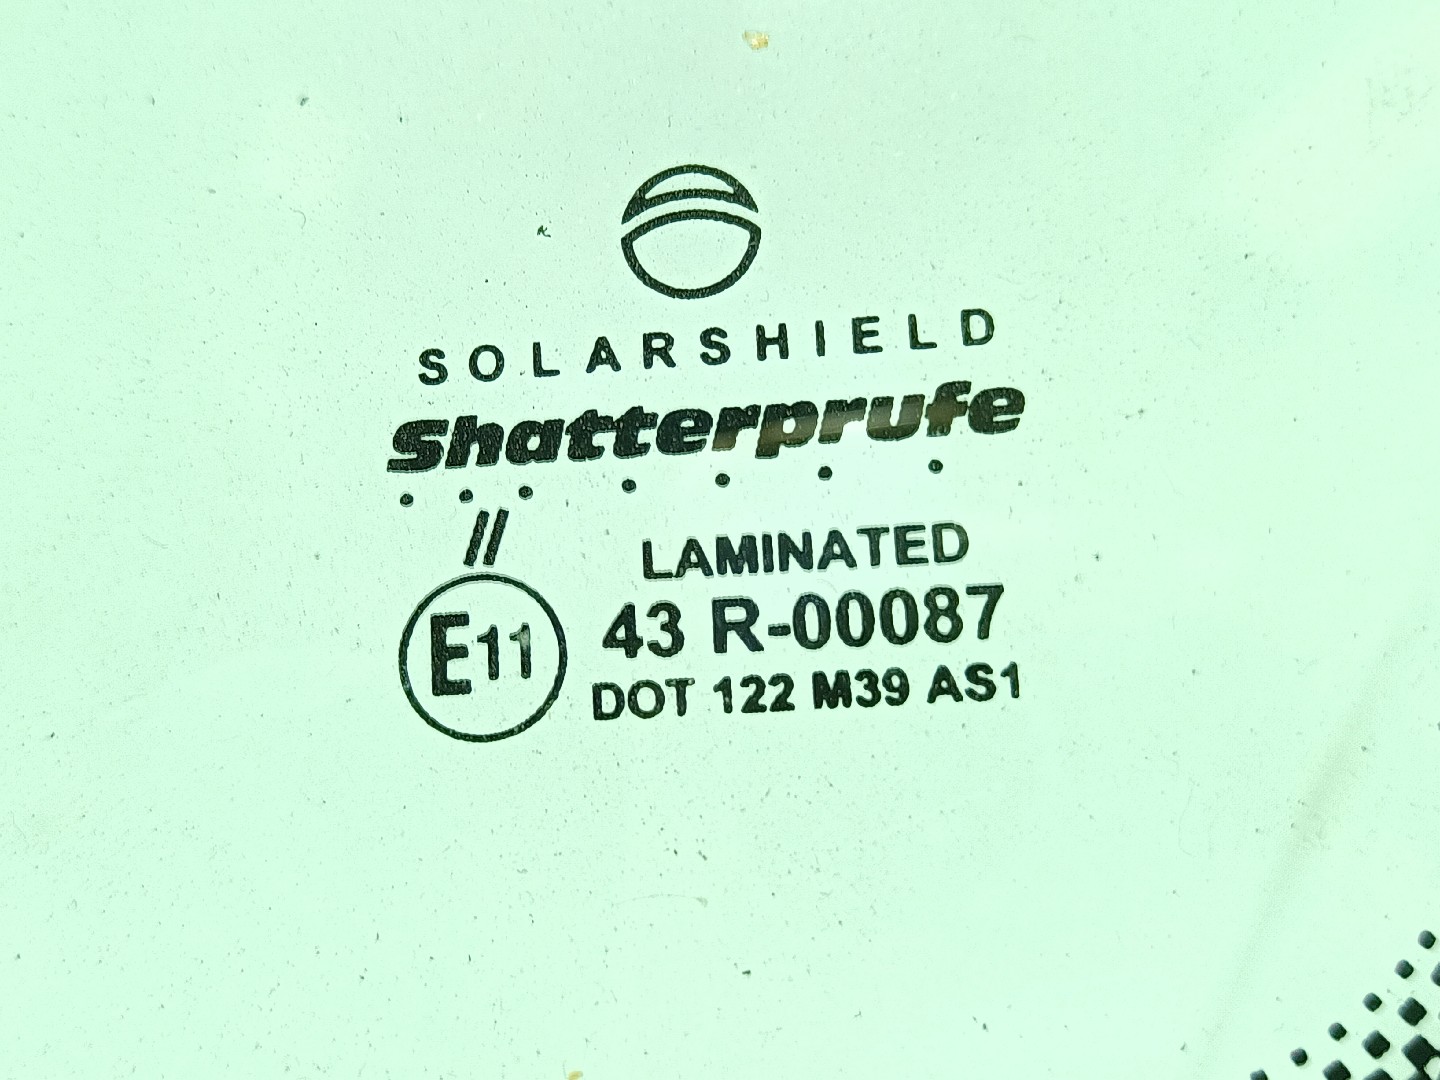 SOLARSHIELD
Shatterprufe
//
LAMINATED
E11
43 R-00087
DOT 122 M39 AS1